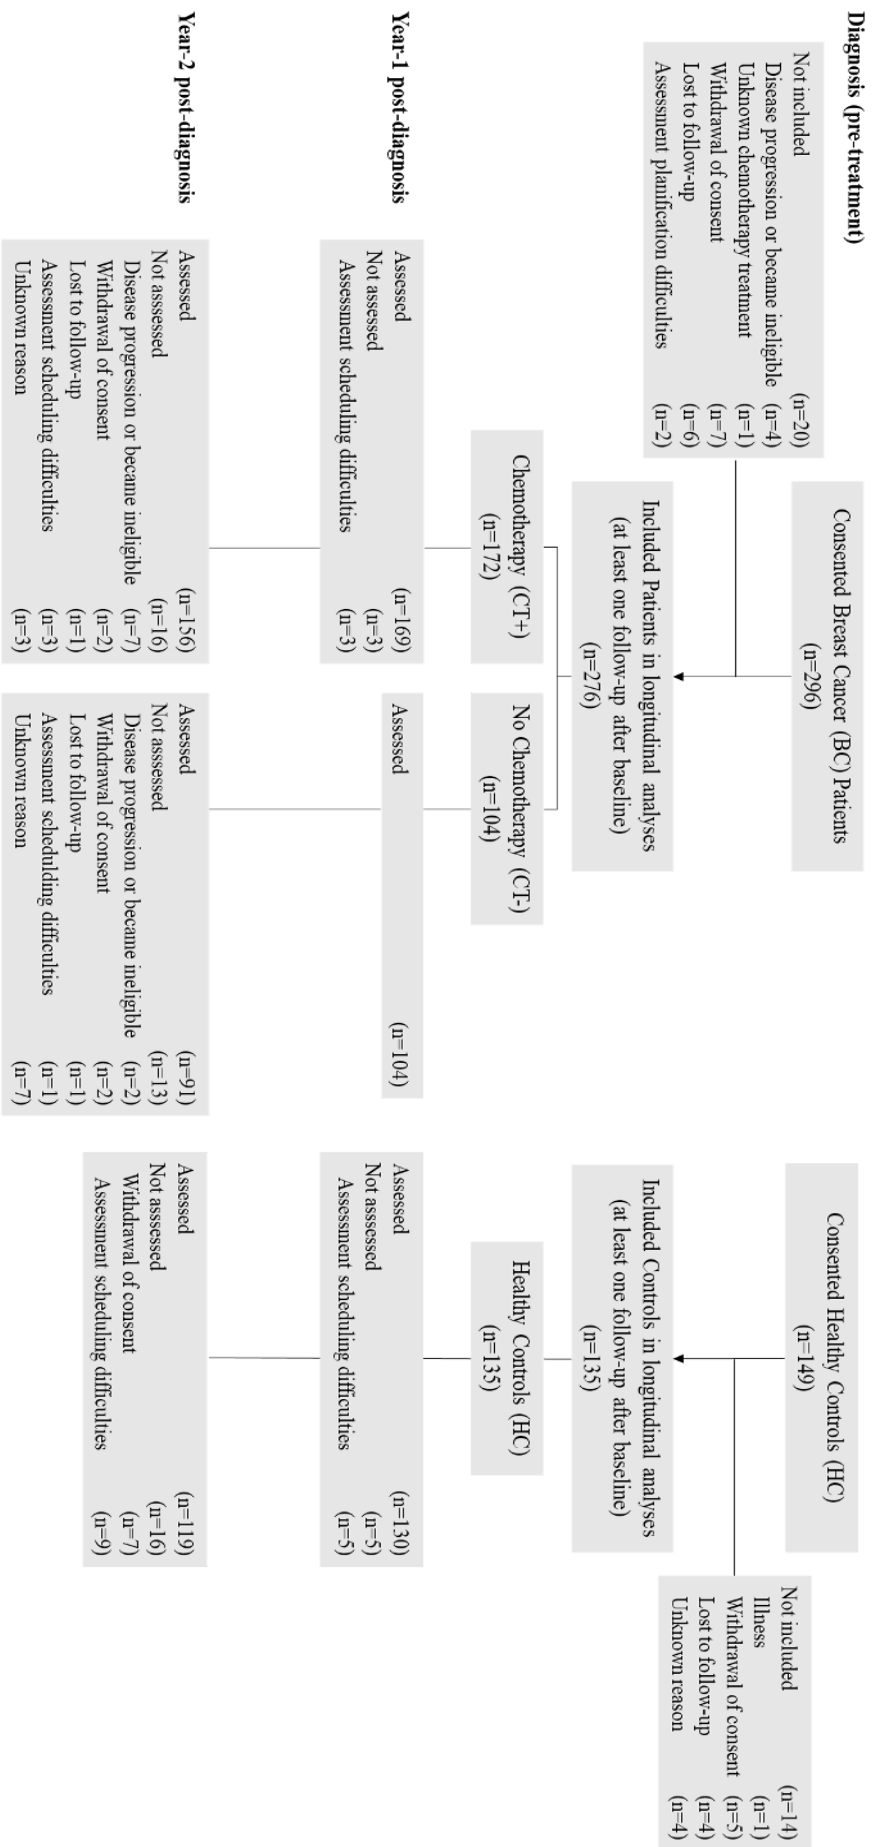 Diagnosis (pre-treatment)
Consented Breast Cancer (BC) Patients
(n=296)
Consented Healthy Controls (HC)
(n=149)
Not included (n=20)
Disease progression or became ineligible (n=4)
Unknown chemotherapy treatment (n=1)
Withdrawal of consent (n=7)
Lost to follow-up (n=6)
Assessment planification difficulties (n=2)
Not included (n=14)
Illness (n=1)
Withdrawal of consent (n=5)
Lost to follow-up (n=4)
Unknown reason (n=4)
Included Patients in longitudinal analyses
(at least one follow-up after baseline)
(n=276)
Included Controls in longitudinal analyses
(at least one follow-up after baseline)
(n=135)
Chemotherapy (CT+)
(n=172)
No Chemotherapy (CT-)
(n=104)
Healthy Controls (HC)
(n=135)
Year-1 post-diagnosis
Assessed (n=169)
Not assessed (n=3)
Assessment scheduling difficulties (n=3)
Assessed (n=104)
Assessed (n=130)
Not asssessed (n=5)
Assessment scheduling difficulties (n=5)
Year-2 post-diagnosis
Assessed (n=156)
Not asssessed (n=16)
Disease progression or became ineligible (n=7)
Withdrawal of consent (n=2)
Lost to follow-up (n=1)
Assessment scheduling difficulties (n=3)
Unknown reason (n=3)
Assessed (n=91)
Not asssessed (n=13)
Disease progression or became ineligible (n=2)
Withdrawal of consent (n=2)
Lost to follow-up (n=1)
Assessment schedulding difficulties (n=1)
Unknown reason (n=7)
Assessed (n=119)
Not asssessed (n=16)
Withdrawal of consent (n=7)
Assessment scheduling difficulties (n=9)